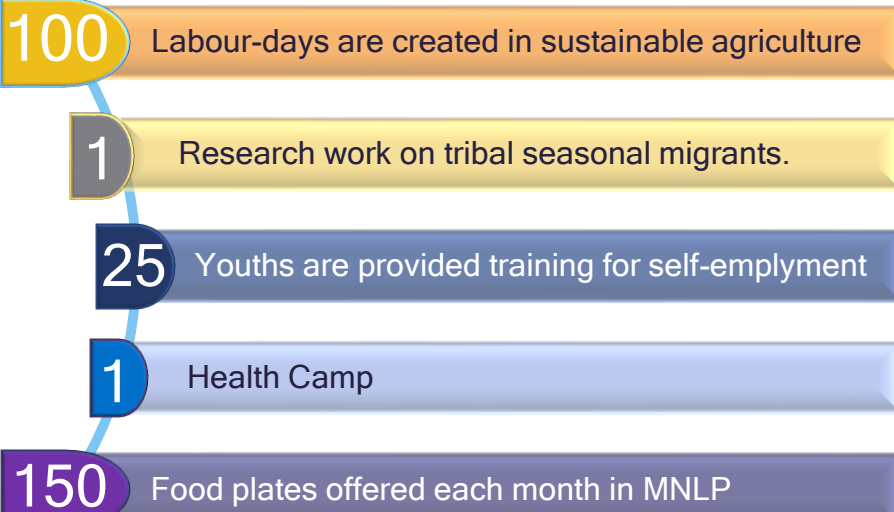 100 Labour-days are created in sustainable agriculture
1 Research work on tribal seasonal migrants.
25 Youths are provided training for self-emplyment
1 Health Camp
150 Food plates offered each month in MNLP